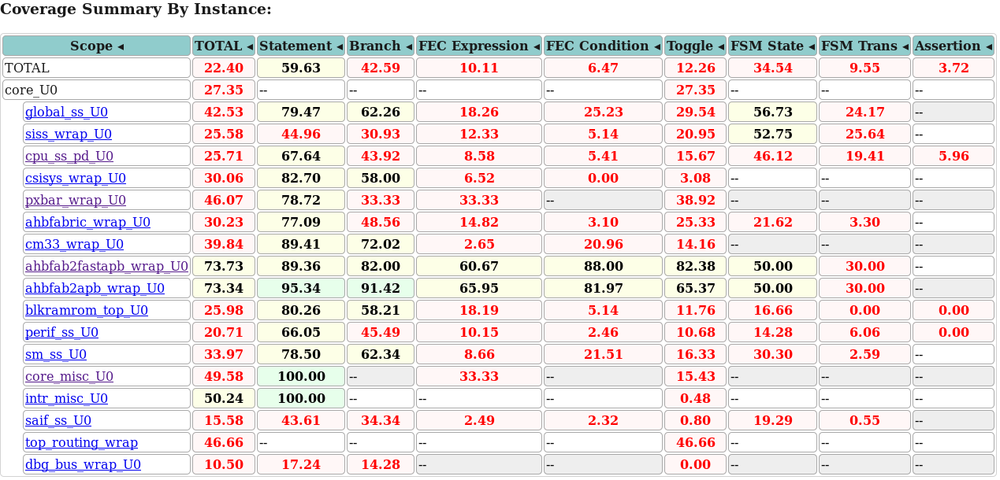 Coverage Summary By Instance:
Scope ◂ TOTAL ◂ Statement ◂ Branch ◂ FEC Expression ◂ FEC Condition ◂ Toggle ◂ FSM State ◂ FSM Trans ◂ Assertion ◂
TOTAL 22.40 59.63 42.59 10.11 6.47 12.26 34.54 9.55 3.72
core_U0 27.35 -- -- -- -- 27.35 -- -- --
global_ss_U0 42.53 79.47 62.26 18.26 25.23 29.54 56.73 24.17 --
siss_wrap_U0 25.58 44.96 30.93 12.33 5.14 20.95 52.75 25.64 --
cpu_ss_pd_U0 25.71 67.64 43.92 8.58 5.41 15.67 46.12 19.41 5.96
csisys_wrap_U0 30.06 82.70 58.00 6.52 0.00 3.08 -- -- --
pxbar_wrap_U0 46.07 78.72 33.33 33.33 -- 38.92 -- -- --
ahbfabric_wrap_U0 30.23 77.09 48.56 14.82 3.10 25.33 21.62 3.30 --
cm33_wrap_U0 39.84 89.41 72.02 2.65 20.96 14.16 -- -- --
ahbfab2fastapb_wrap_U0 73.73 89.36 82.00 60.67 88.00 82.38 50.00 30.00 --
ahbfab2apb_wrap_U0 73.34 95.34 91.42 65.95 81.97 65.37 50.00 30.00 --
blkramrom_top_U0 25.98 80.26 58.21 18.19 5.14 11.76 16.66 0.00 0.00
perif_ss_U0 20.71 66.05 45.49 10.15 2.46 10.68 14.28 6.06 0.00
sm_ss_U0 33.97 78.50 62.34 8.66 21.51 16.33 30.30 2.59 --
core_misc_U0 49.58 100.00 -- 33.33 -- 15.43 -- -- --
intr_misc_U0 50.24 100.00 -- -- -- 0.48 -- -- --
saif_ss_U0 15.58 43.61 34.34 2.49 2.32 0.80 19.29 0.55 --
top_routing_wrap 46.66 -- -- -- -- 46.66 -- -- --
dbg_bus_wrap_U0 10.50 17.24 14.28 -- -- 0.00 -- -- --